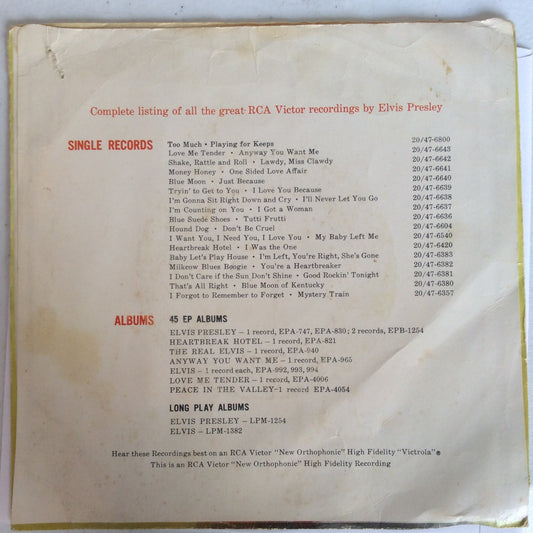 Complete listing of all the great RCA Victor recordings by Elvis Presley
SINGLE RECORDS
Too Much • Playing for Keeps 20/47-6800
Love Me Tender • Anyway You Want Me 20/47-6643
Shake, Rattle and Roll • Lawdy, Miss Clawdy 20/47-6642
Money Honey • One Sided Love Affair 20/47-6641
Blue Moon • Just Because 20/47-6640
Tryin' to Get to You • I Love You Because 20/47-6639
I'm Gonna Sit Right Down and Cry • I'll Never Let You Go 20/47-6638
I'm Counting on You • I Got a Woman 20/47-6637
Blue Suede Shoes • Tutti Frutti 20/47-6636
Hound Dog • Don't Be Cruel 20/47-6604
I Want You, I Need You, I Love You • My Baby Left Me 20/47-6540
Heartbreak Hotel • I Was the One 20/47-6420
Baby Let's Play House • I'm Left, You're Right, She's Gone 20/47-6383
Milkcow Blues Boogie • You're a Heartbreaker 20/47-6382
I Don't Care if the Sun Don't Shine • Good Rockin' Tonight 20/47-6381
That's All Right • Blue Moon of Kentucky 20/47-6380
I Forgot to Remember to Forget • Mystery Train 20/47-6357
ALBUMS
45 EP ALBUMS
ELVIS PRESLEY – 1 record, EPA-747, EPA-830; 2 records, EPB-1254
HEARTBREAK HOTEL – 1 record, EPA-821
THE REAL ELVIS – 1 record, EPA-940
ANYWAY YOU WANT ME – 1 record, EPA-965
ELVIS – 1 record each, EPA-992, 993, 994
LOVE ME TENDER – 1 record, EPA-4006
PEACE IN THE VALLEY – 1 record EPA-4054
LONG PLAY ALBUMS
ELVIS PRESLEY – LPM-1254
ELVIS – LPM-1382
Hear these Recordings best on an RCA Victor "New Orthophonic" High Fidelity "Victrola"®
This is an RCA Victor "New Orthophonic" High Fidelity Recording